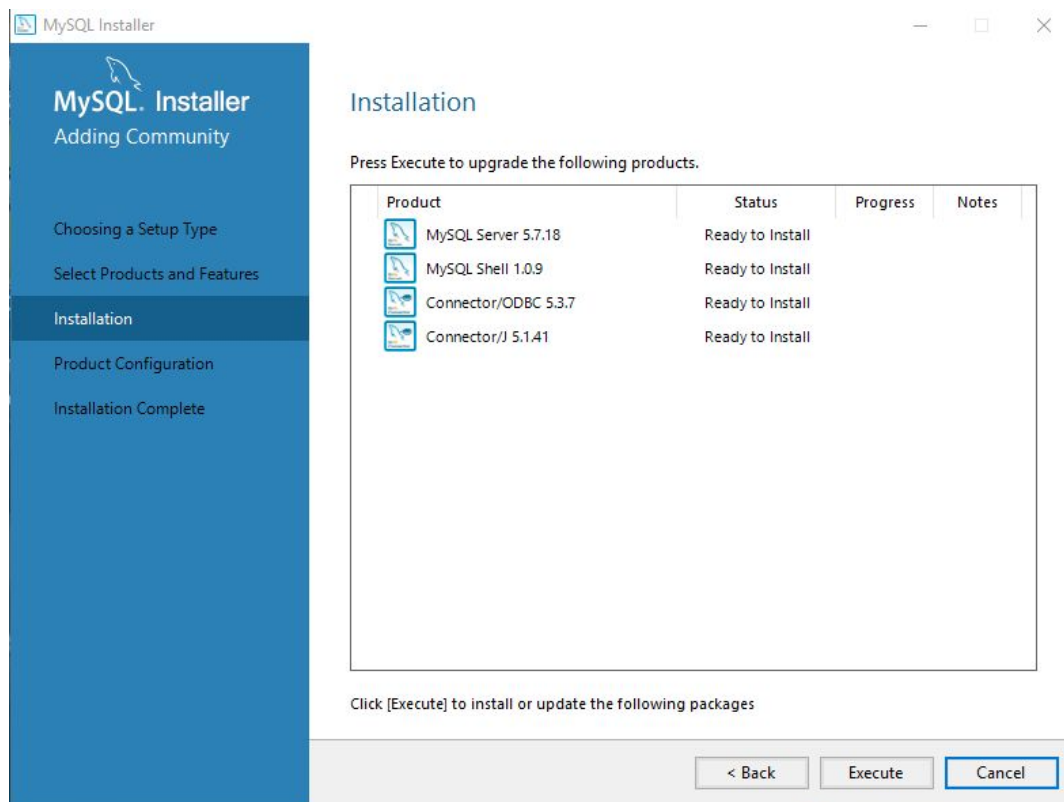 MySQL Installer
MySQL. Installer
Adding Community
Choosing a Setup Type
Select Products and Features
Installation
Product Configuration
Installation Complete
Installation
Press Execute to upgrade the following products.
Product Status Progress Notes
MySQL Server 5.7.18 Ready to Install
MySQL Shell 1.0.9 Ready to Install
Connector/ODBC 5.3.7 Ready to Install
Connector/J 5.1.41 Ready to Install
Click [Execute] to install or update the following packages
< Back Execute Cancel